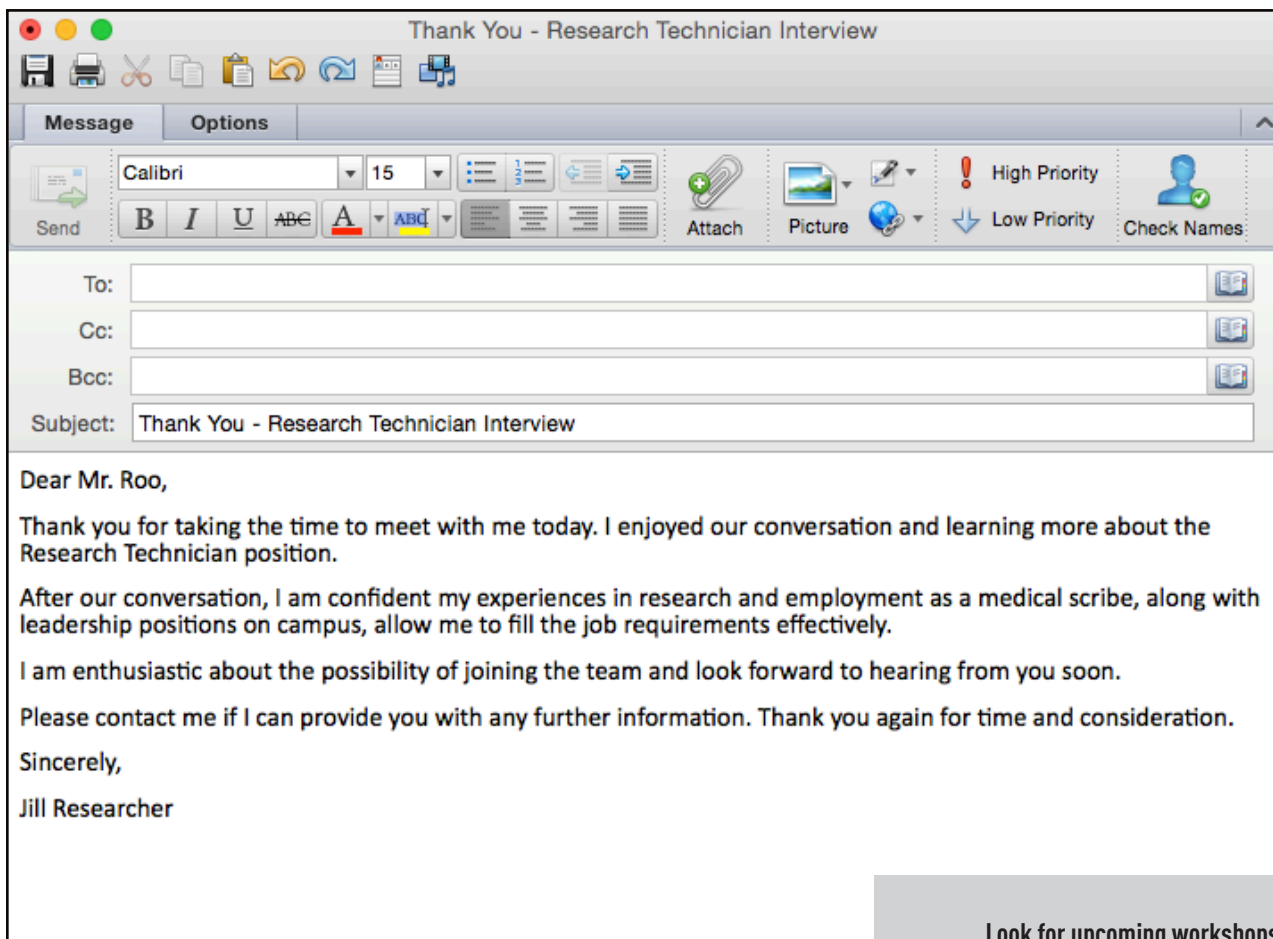 Thank You - Research Technician Interview
Message Options
Calibri 15
High Priority
B I U ABC A ABC
Low Priority
Send Attach Picture Check Names
To:
Cc:
Bcc:
Subject: Thank You - Research Technician Interview
Dear Mr. Roo,
Thank you for taking the time to meet with me today. I enjoyed our conversation and learning more about the
Research Technician position.
After our conversation, I am confident my experiences in research and employment as a medical scribe, along with
leadership positions on campus, allow me to fill the job requirements effectively.
I am enthusiastic about the possibility of joining the team and look forward to hearing from you soon.
Please contact me if I can provide you with any further information. Thank you again for time and consideration.
Sincerely,
Jill Researcher
Look for upcoming workshops